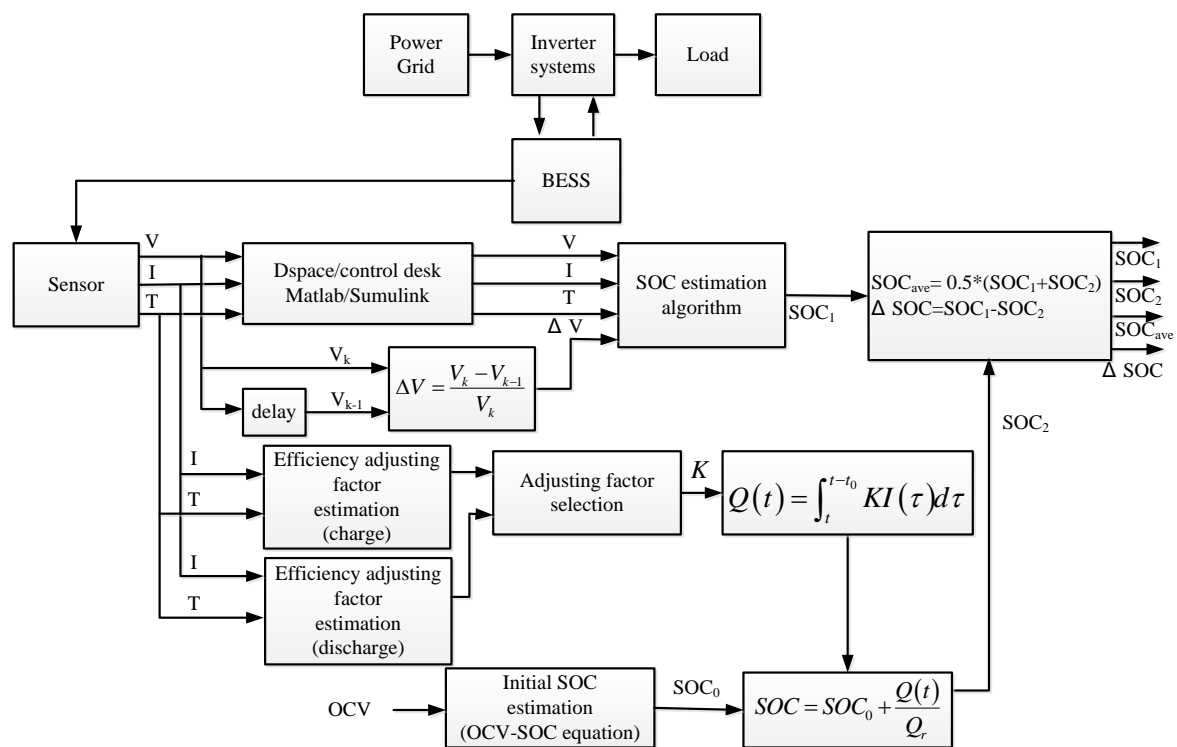 Power
Grid
Inverter
systems
Load
BESS
Sensor
V
I
T
Dspace/control desk
Matlab/Sumulink
V
I
T
Δ V
SOC estimation
algorithm
SOC₁
SOCₐᵥₑ= 0.5*(SOC₁+SOC₂)
Δ SOC=SOC₁-SOC₂
SOC₁
SOC₂
SOCₐᵥₑ
Δ SOC
Vₖ
delay
Vₖ₋₁
ΔV = (Vₖ − Vₖ₋₁)/Vₖ
SOC₂
I
T
Efficiency adjusting
factor
estimation
(charge)
Adjusting factor
selection
K
Q(t) = ∫ₜ^(t−t₀) KI(τ)dτ
I
T
Efficiency adjusting
factor
estimation
(discharge)
OCV
Initial SOC
estimation
(OCV-SOC equation)
SOC₀
SOC = SOC₀ + Q(t)/Qᵣ